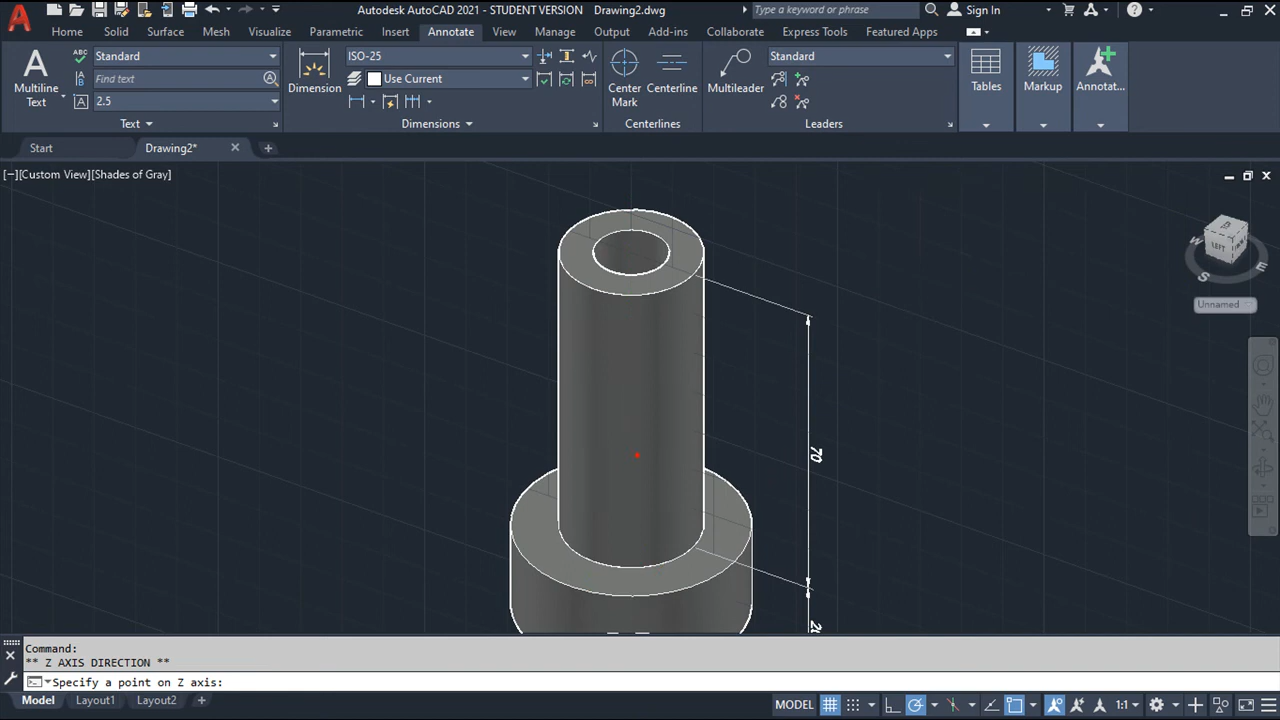 Autodesk AutoCAD 2021 - STUDENT VERSION Drawing2.dwg
Type a keyword or phrase
Sign In
Home Solid Surface Mesh Visualize Parametric Insert Annotate View Manage Output Add-ins Collaborate Express Tools Featured Apps
Standard
ISO-25
Standard
Find text
Use Current
2.5
Multiline
Text
Dimension
Center
Mark
Centerline
Multileader
Tables
Markup
Annotat...
Text
Dimensions
Centerlines
Leaders
Start
Drawing2*
[−][Custom View][Shades of Gray]
W
LEFT
S
E
Unnamed
70
Command:
** Z AXIS DIRECTION **
Specify a point on Z axis:
Model Layout1 Layout2
MODEL
1:1